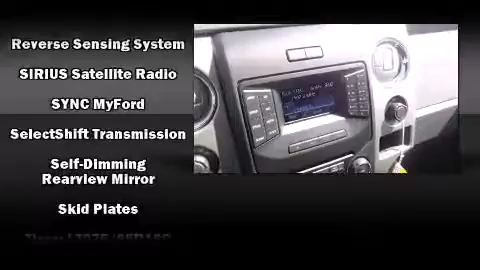 Reverse Sensing System
SIRIUS Satellite Radio
SYNC MyFord
SelectShift Transmission
Self-Dimming
Rearview Mirror
Skid Plates